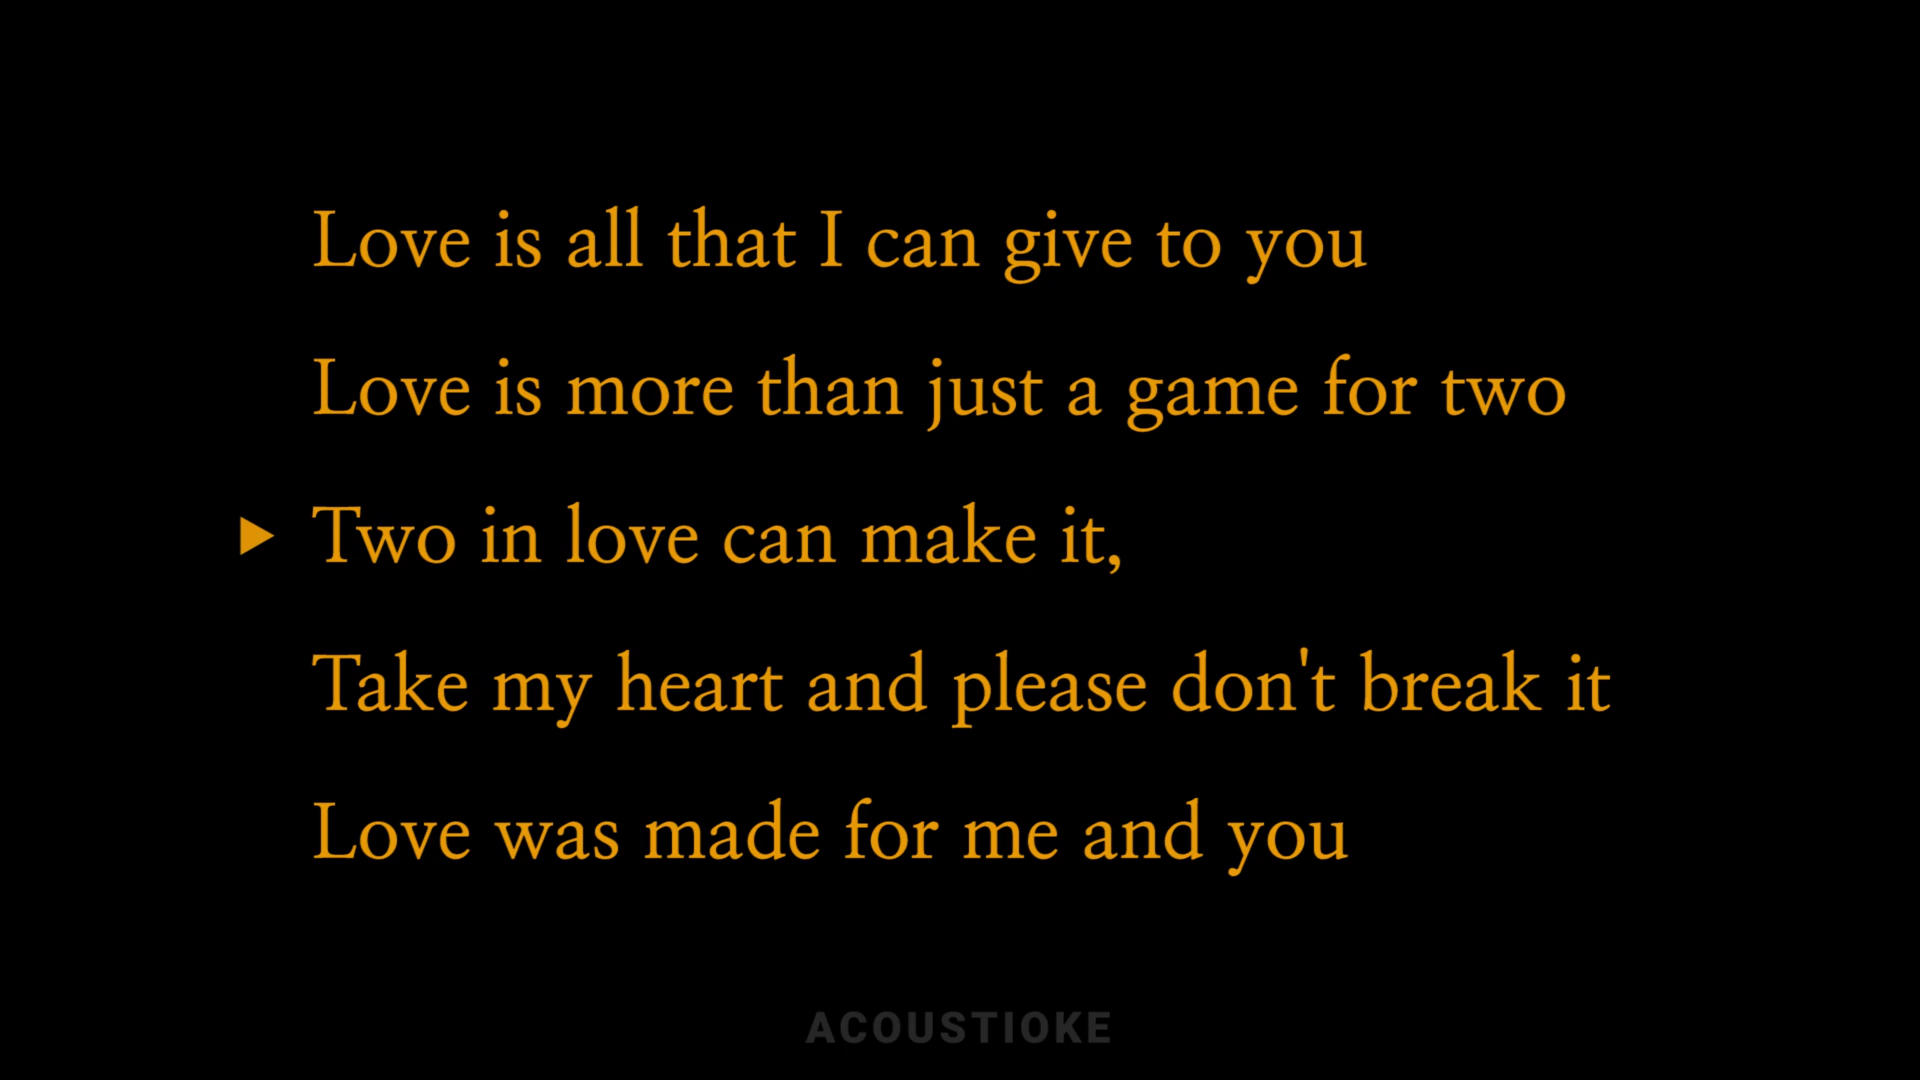 Love is all that I can give to you
Love is more than just a game for two
Two in love can make it,
Take my heart and please don't break it
Love was made for me and you
ACOUSTIOKE